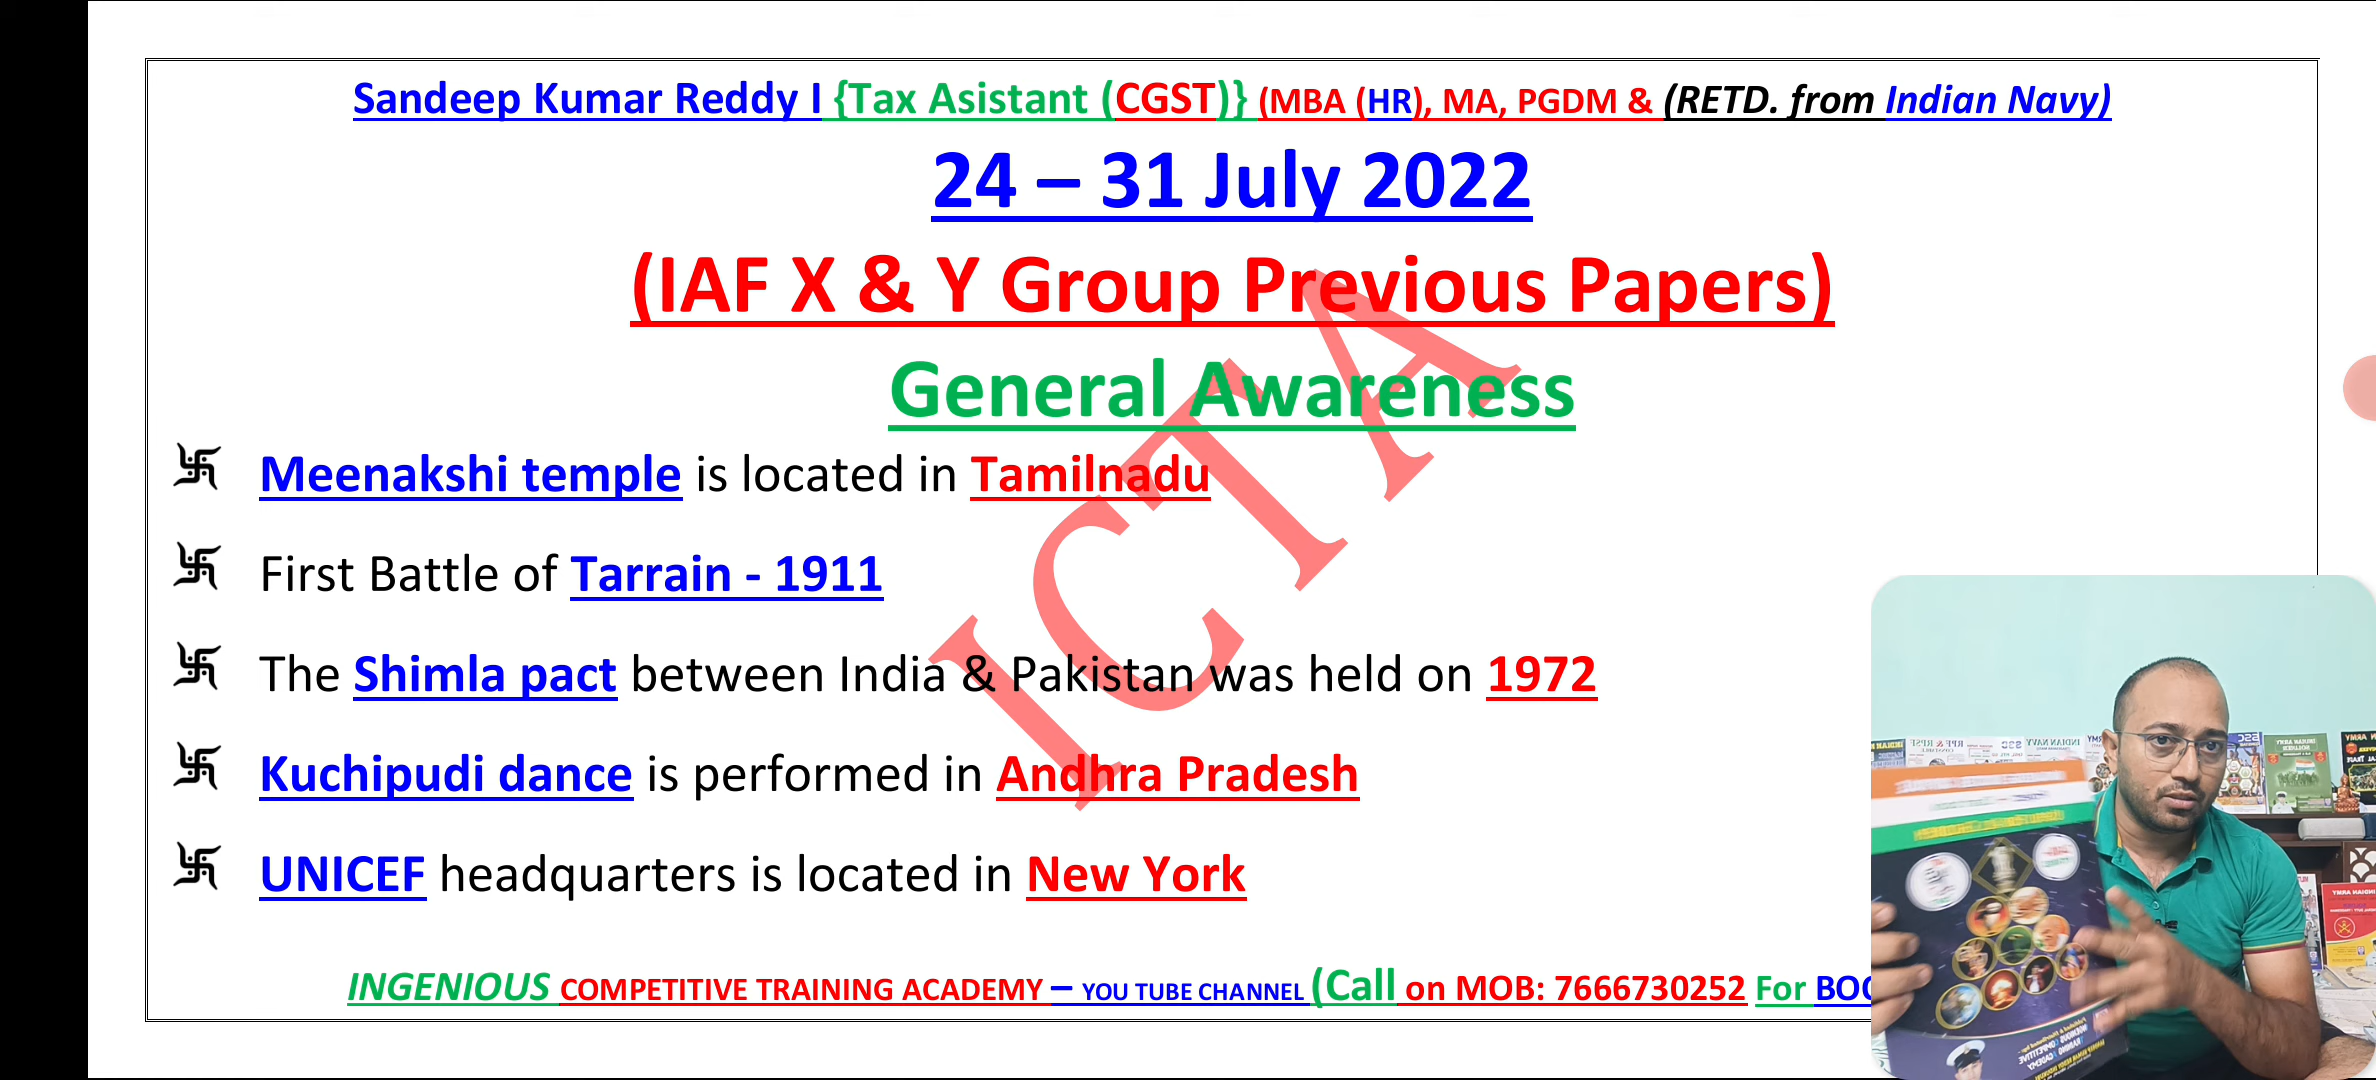 Sandeep Kumar Reddy I {Tax Asistant (CGST)} (MBA (HR), MA, PGDM & (RETD. from Indian Navy)
24 – 31 July 2022
(IAF X & Y Group Previous Papers)
General Awareness
Meenakshi temple is located in Tamilnadu
First Battle of Tarrain - 1911
The Shimla pact between India & Pakistan was held on 1972
Kuchipudi dance is performed in Andhra Pradesh
UNICEF headquarters is located in New York
ICTA
INGENIOUS COMPETITIVE TRAINING ACADEMY – YOU TUBE CHANNEL (Call on MOB: 7666730252 For